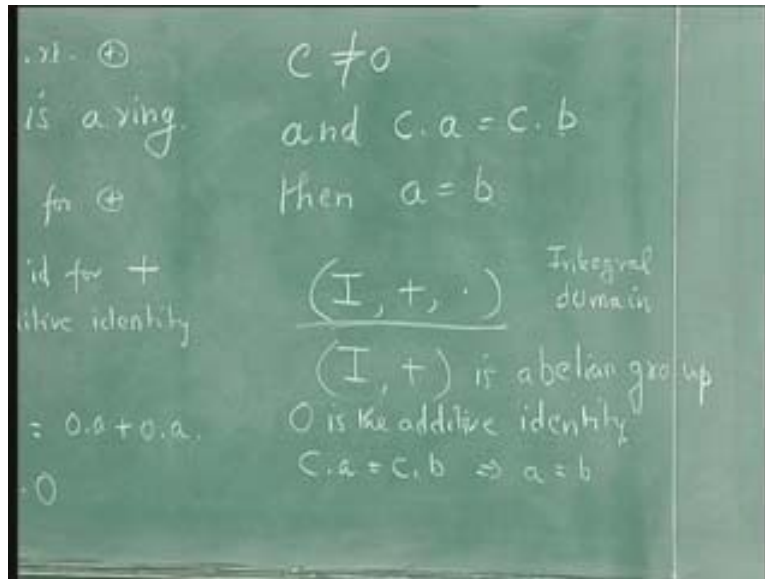 .r.t. ⊕
is a ring.
for ⊕
id for +
itive identity
= 0.a + 0.a.
.0
C ≠ 0
and c.a = c.b
then a = b
(I, +, ·)
Integral
domain
(I, +) is abelian group
0 is the additive identity
C.a = C.b ⇒ a = b